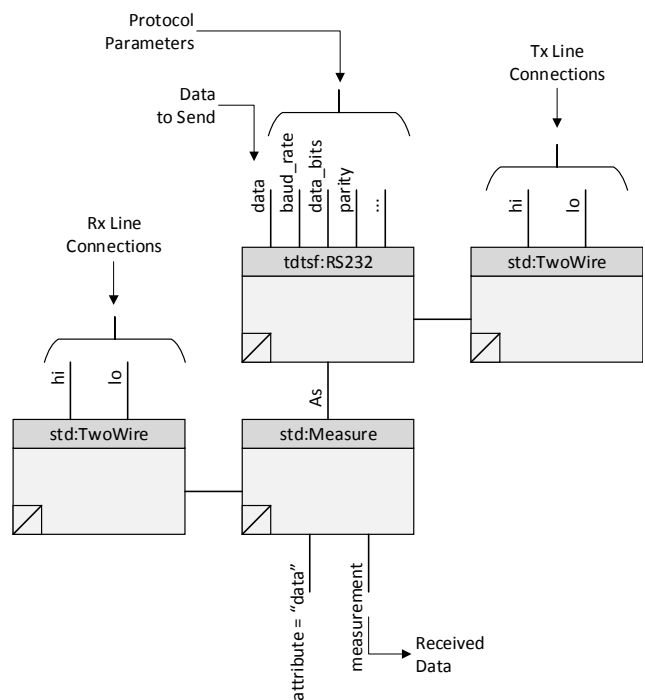 Protocol
Parameters
Tx Line
Connections
Data
to Send
data
baud_rate
data_bits
parity
...
hi
lo
Rx Line
Connections
tdtsf:RS232
std:TwoWire
hi
lo
As
std:TwoWire
std:Measure
attribute = “data”
measurement
Received
Data